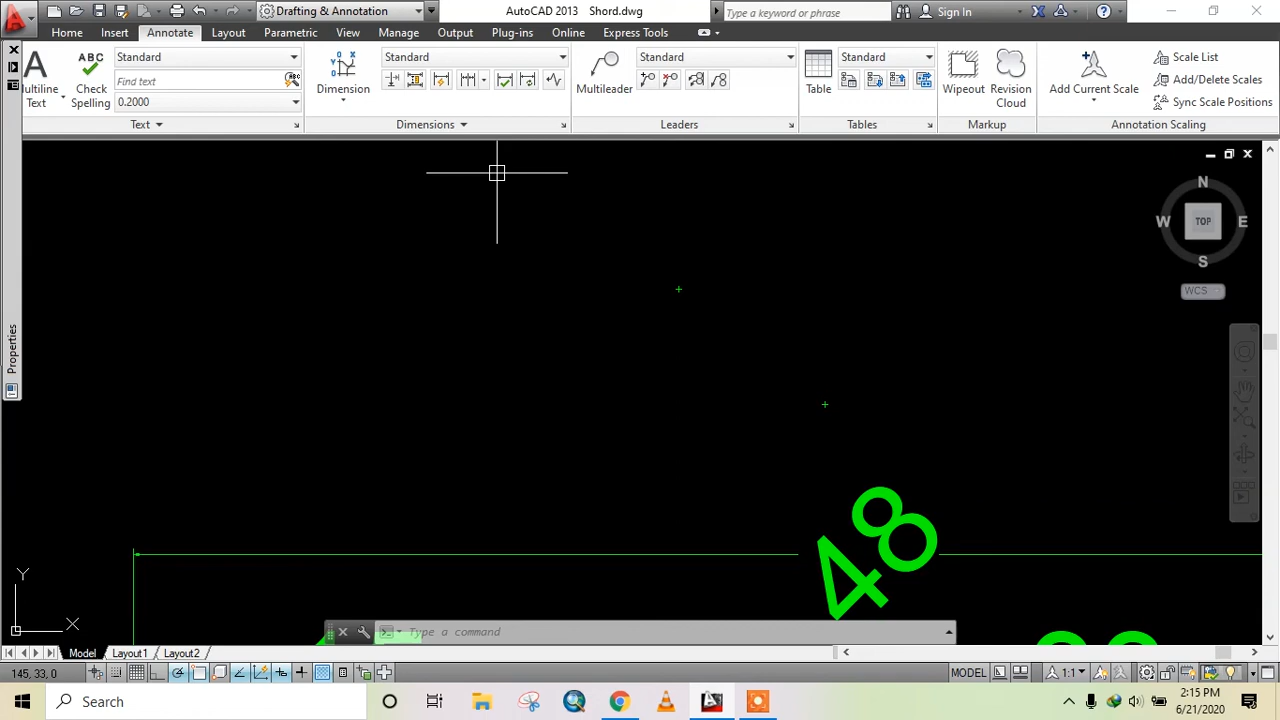 Drafting & Annotation
AutoCAD 2013 Shord.dwg
Type a keyword or phrase
Sign In
Home Insert Annotate Layout Parametric View Manage Output Plug-ins Online Express Tools
Standard Standard Standard Standard Scale List
Multiline Text Check Spelling Find text Dimension Multileader Table Wipeout Revision Cloud Add Current Scale Add/Delete Scales
0.2000 Sync Scale Positions
Text Dimensions Leaders Tables Markup Annotation Scaling
N
W TOP E
S
WCS
Properties
48
Y
X
Type a command
Model Layout1 Layout2
145, 33, 0 MODEL 1:1
Search
2:15 PM
6/21/2020